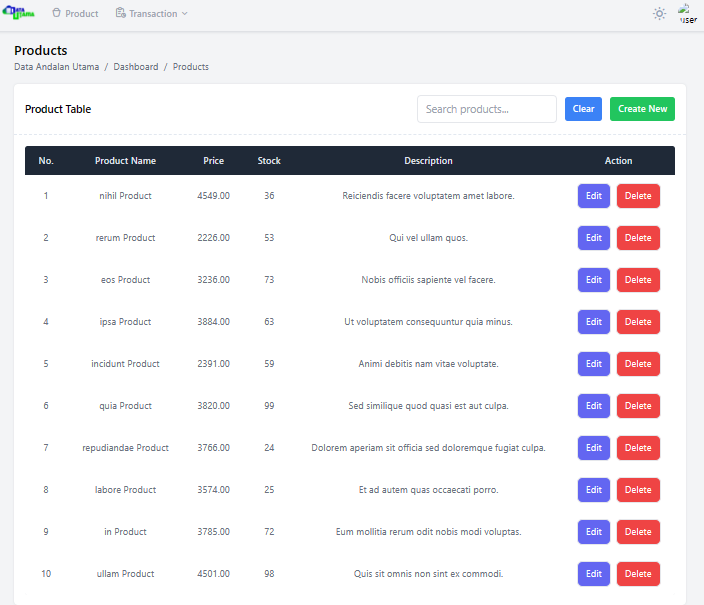 DATA UTAMA Product Transaction user
Products
Data Andalan Utama / Dashboard / Products
Product Table Search products... Clear Create New
No. Product Name Price Stock Description Action
1 nihil Product 4549.00 36 Reiciendis facere voluptatem amet labore. Edit Delete
2 rerum Product 2226.00 53 Qui vel ullam quos. Edit Delete
3 eos Product 3236.00 73 Nobis officiis sapiente vel facere. Edit Delete
4 ipsa Product 3884.00 63 Ut voluptatem consequuntur quia minus. Edit Delete
5 incidunt Product 2391.00 59 Animi debitis nam vitae voluptate. Edit Delete
6 quia Product 3820.00 99 Sed similique quod quasi est aut culpa. Edit Delete
7 repudiandae Product 3766.00 24 Dolorem aperiam sit officia sed doloremque fugiat culpa. Edit Delete
8 labore Product 3574.00 25 Et ad autem quas occaecati porro. Edit Delete
9 in Product 3785.00 72 Eum mollitia rerum odit nobis modi voluptas. Edit Delete
10 ullam Product 4501.00 98 Quis sit omnis non sint ex commodi. Edit Delete